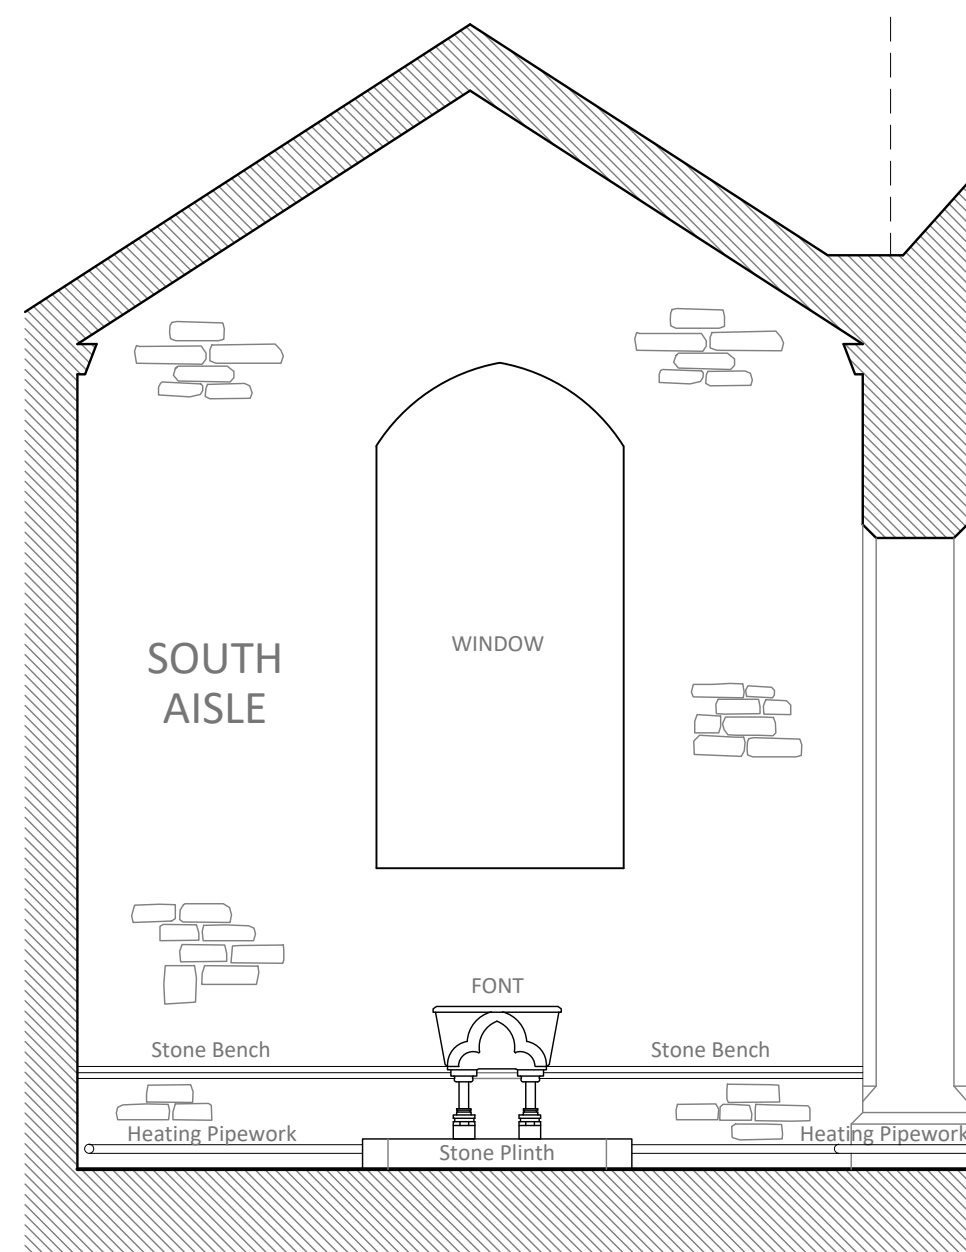 WINDOW
SOUTH
AISLE
FONT
Stone Bench
Stone Bench
Heating Pipework
Heating Pipework
Stone Plinth